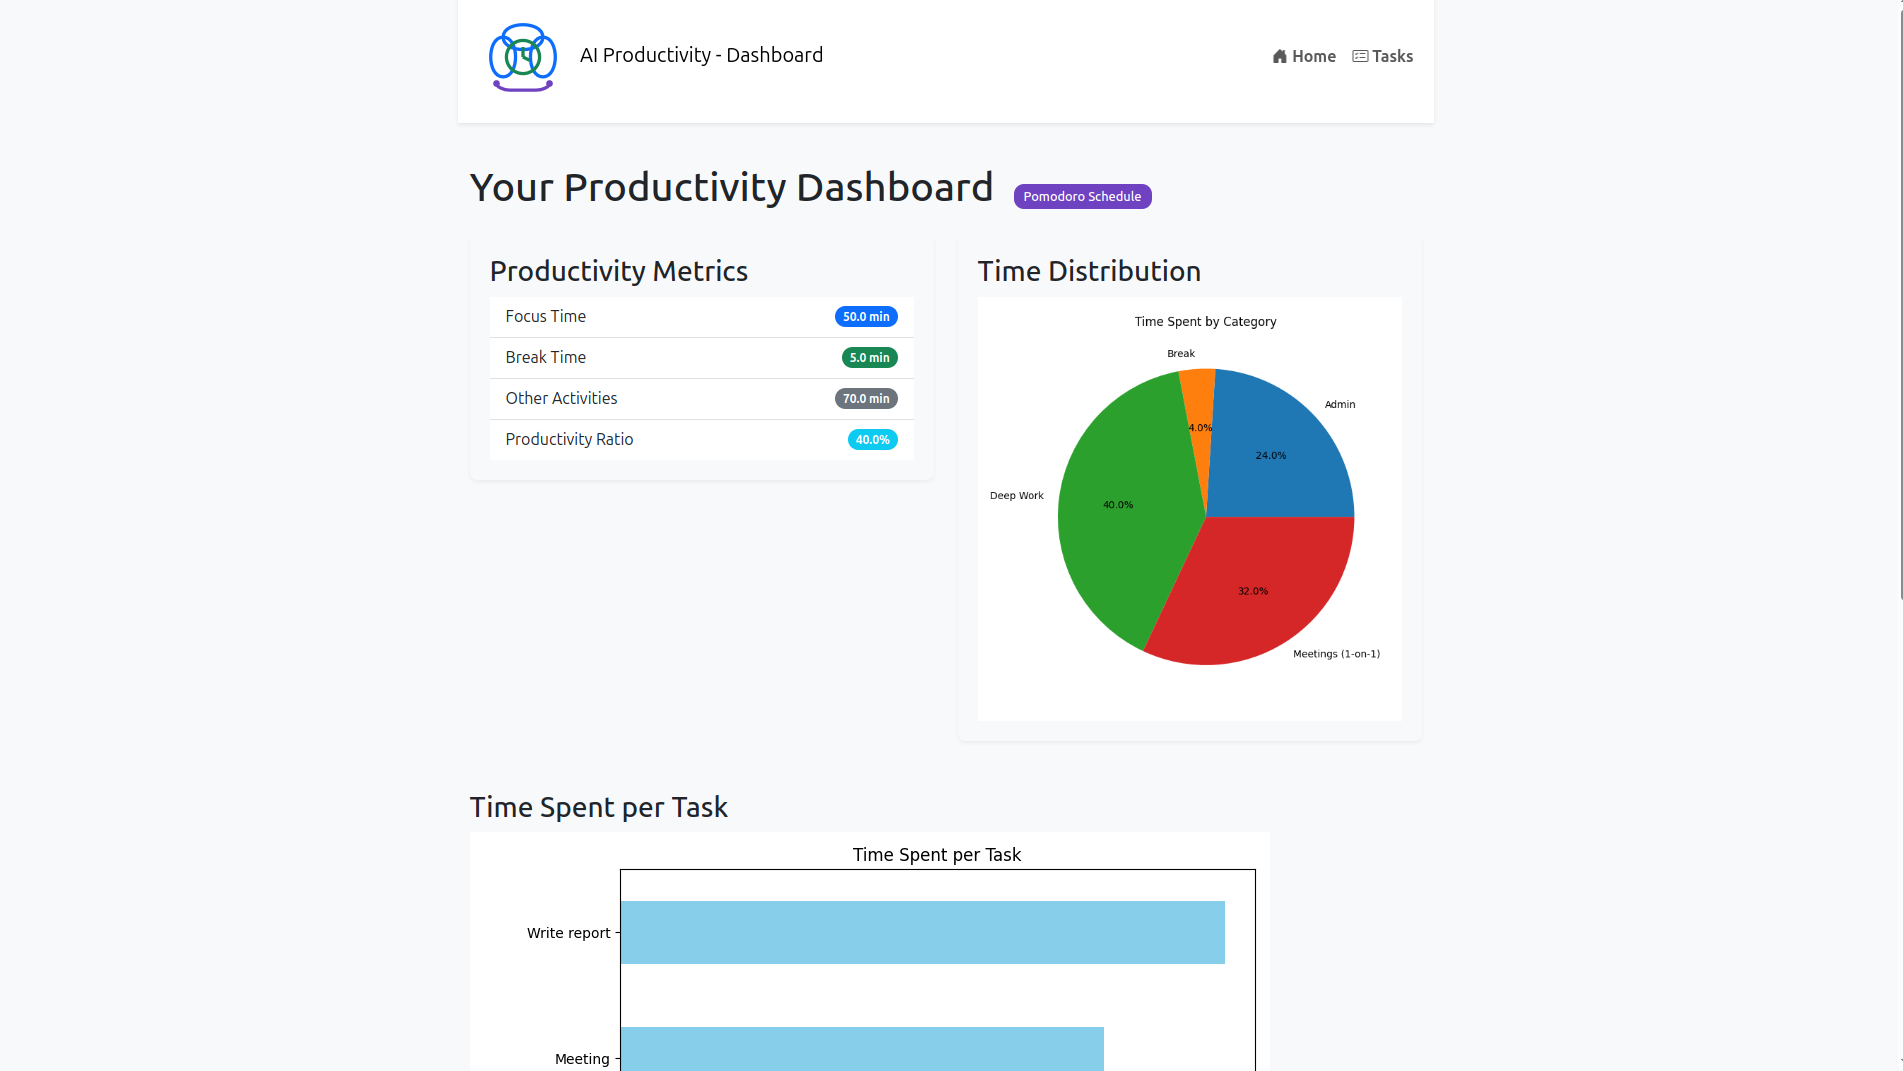 AI Productivity - Dashboard
Home
Tasks
Your Productivity Dashboard
Pomodoro Schedule
Productivity Metrics
Focus Time
50.0 min
Break Time
5.0 min
Other Activities
70.0 min
Productivity Ratio
40.0%
Time Distribution
Time Spent by Category
Break
Admin
4.0%
24.0%
Deep Work
40.0%
32.0%
Meetings (1-on-1)
Time Spent per Task
Time Spent per Task
Write report
Meeting